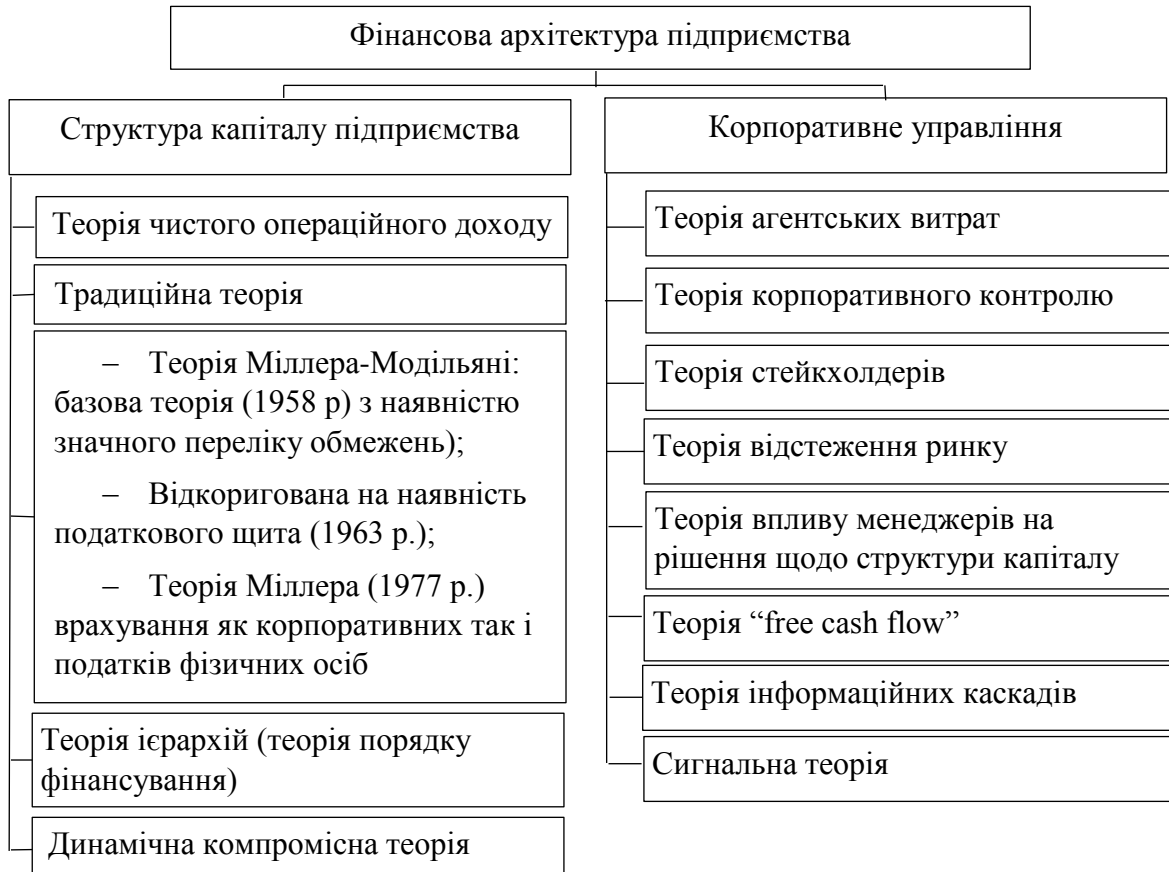 Фінансова архітектура підприємства
Структура капіталу підприємства
Теорія чистого операційного доходу
Традиційна теорія
– Теорія Міллера-Модільяні:
базова теорія (1958 р) з наявністю
значного переліку обмежень);
– Відкоригована на наявність
податкового щита (1963 р.);
– Теорія Міллера (1977 р.)
врахування як корпоративних так і
податків фізичних осіб
Теорія ієрархій (теорія порядку
фінансування)
Динамічна компромісна теорія
Корпоративне управління
Теорія агентських витрат
Теорія корпоративного контролю
Теорія стейкхолдерів
Теорія відстеження ринку
Теорія впливу менеджерів на
рішення щодо структури капіталу
Теорія “free cash flow”
Теорія інформаційних каскадів
Сигнальна теорія